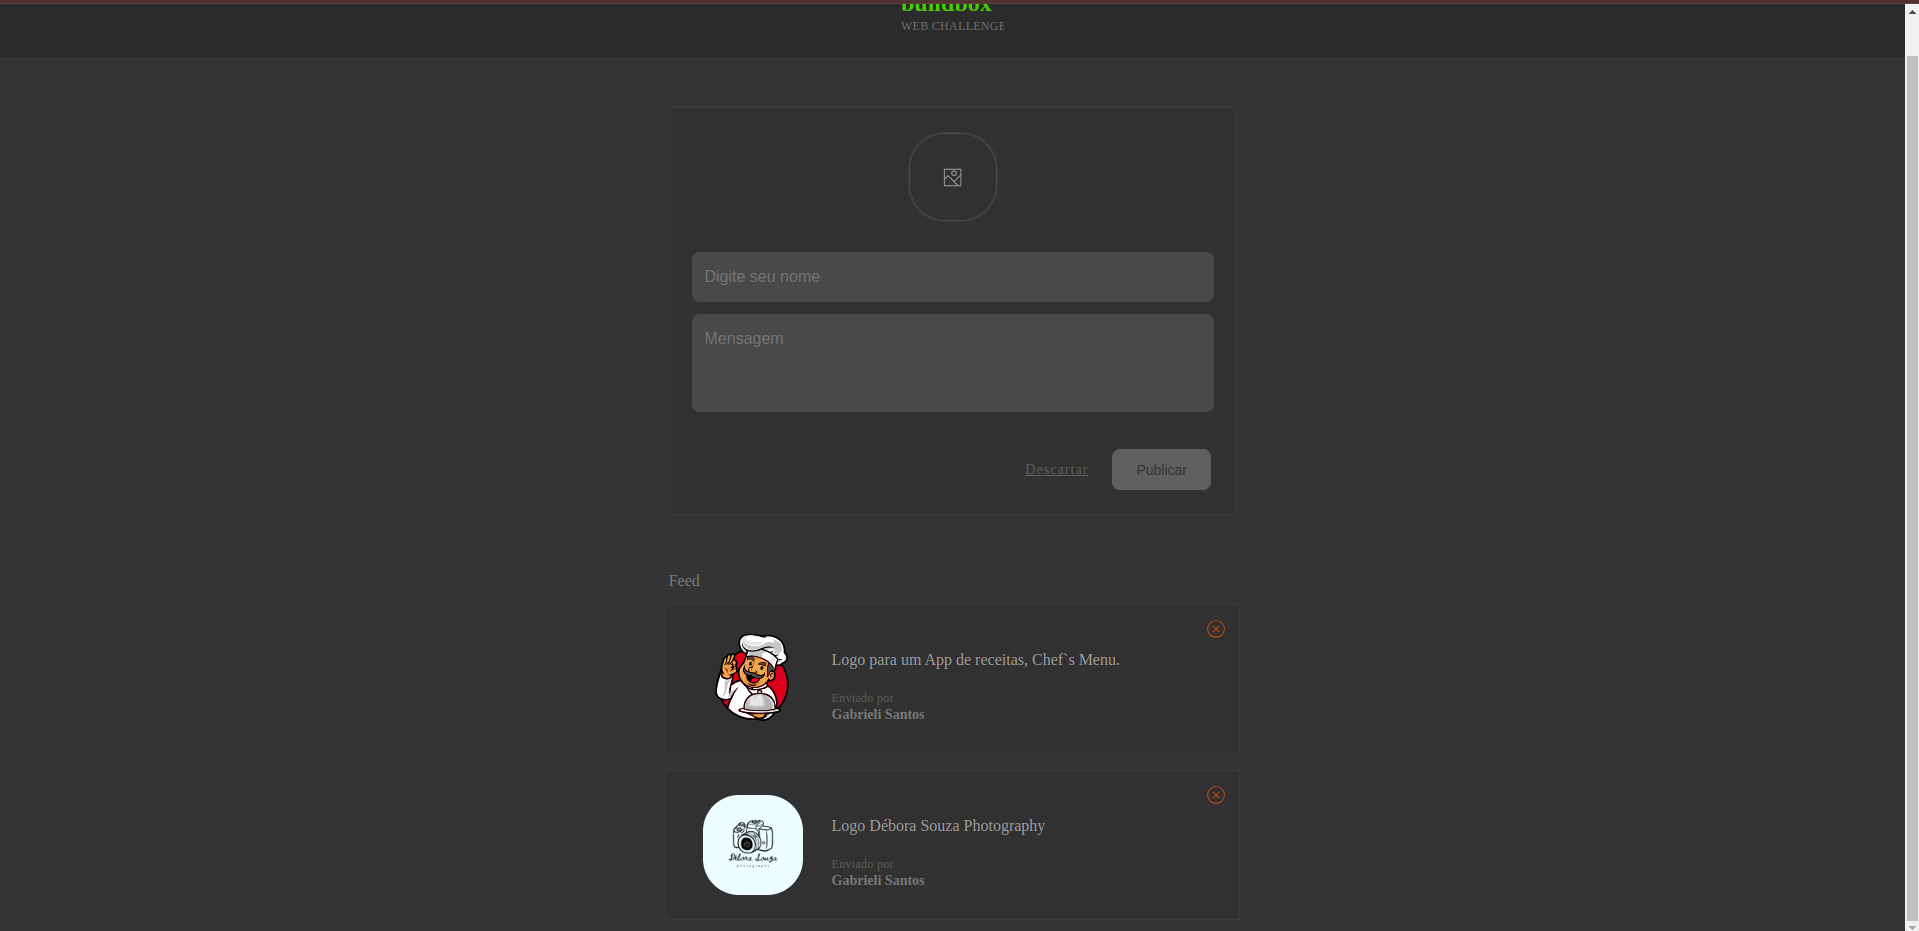 buildbox
WEB CHALLENGE
Digite seu nome
Mensagem
Descartar
Publicar
Feed
Logo para um App de receitas, Chef`s Menu.
Enviado por
Gabrieli Santos
Logo Débora Souza Photography
Débora Souza
photography
Enviado por
Gabrieli Santos